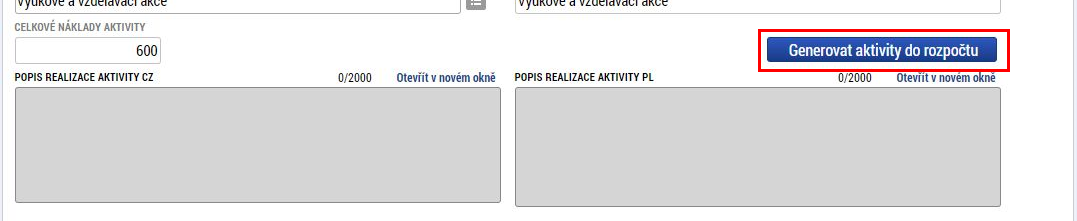 Výukové a vzdělávací akce Výukové a vzdělávací akce
CELKOVÉ NÁKLADY AKTIVITY
600 Generovat aktivity do rozpočtu
POPIS REALIZACE AKTIVITY CZ 0/2000 Otevřít v novém okně POPIS REALIZACE AKTIVITY PL 0/2000 Otevřít v novém okně